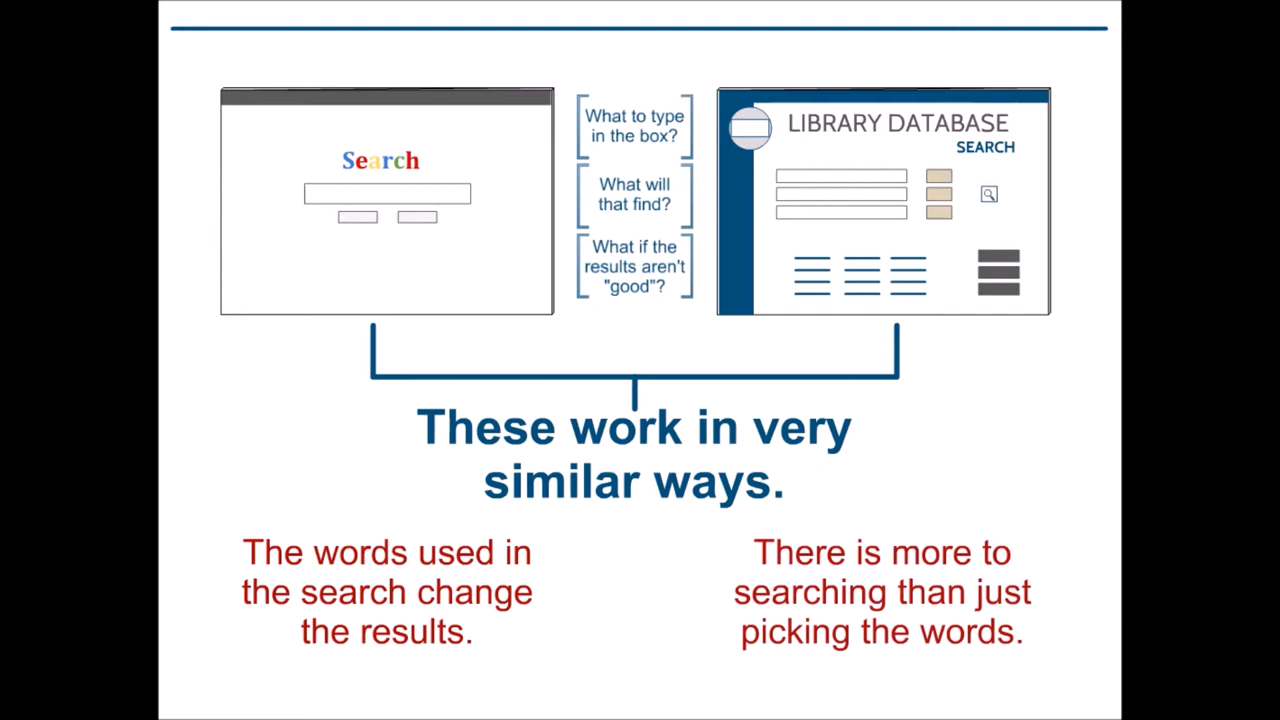 Search
What to type
in the box?
What will
that find?
What if the
results aren't
"good"?
LIBRARY DATABASE
SEARCH
These work in very
similar ways.
The words used in
the search change
the results.
There is more to
searching than just
picking the words.